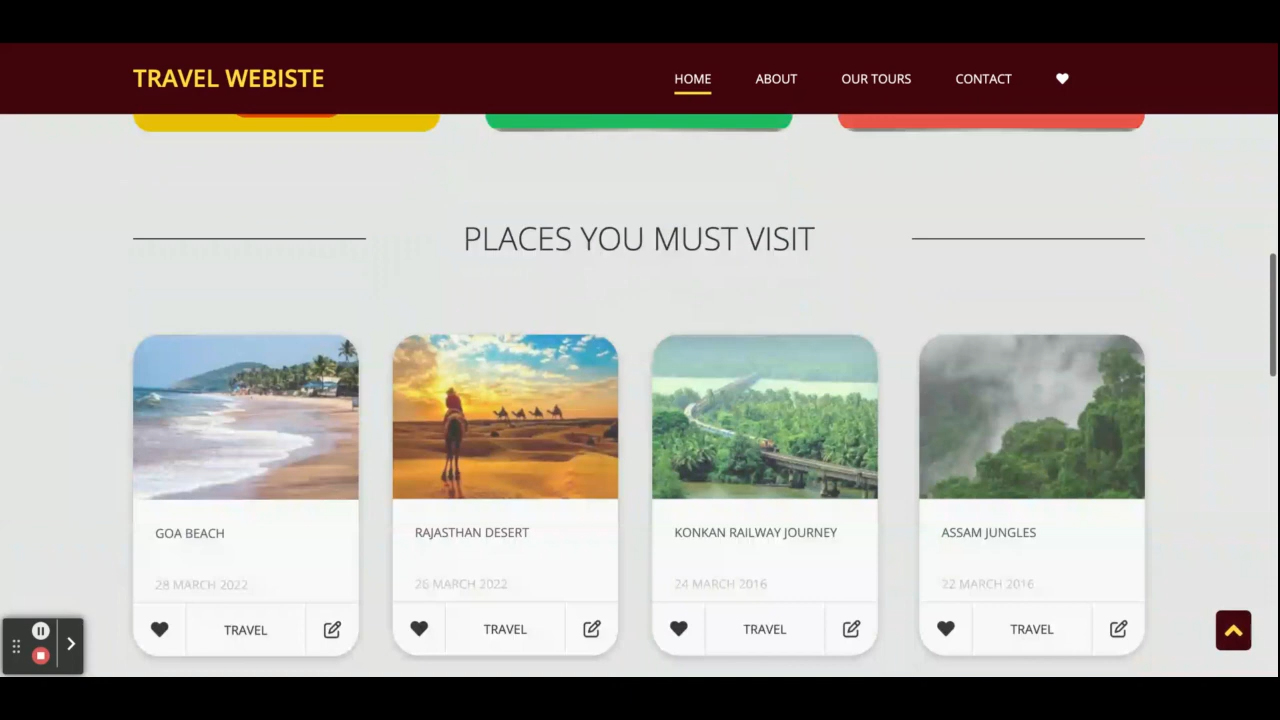 TRAVEL WEBISTE
HOME ABOUT OUR TOURS CONTACT
PLACES YOU MUST VISIT
GOA BEACH
28 MARCH 2022
TRAVEL
RAJASTHAN DESERT
26 MARCH 2022
TRAVEL
KONKAN RAILWAY JOURNEY
24 MARCH 2016
TRAVEL
ASSAM JUNGLES
22 MARCH 2016
TRAVEL